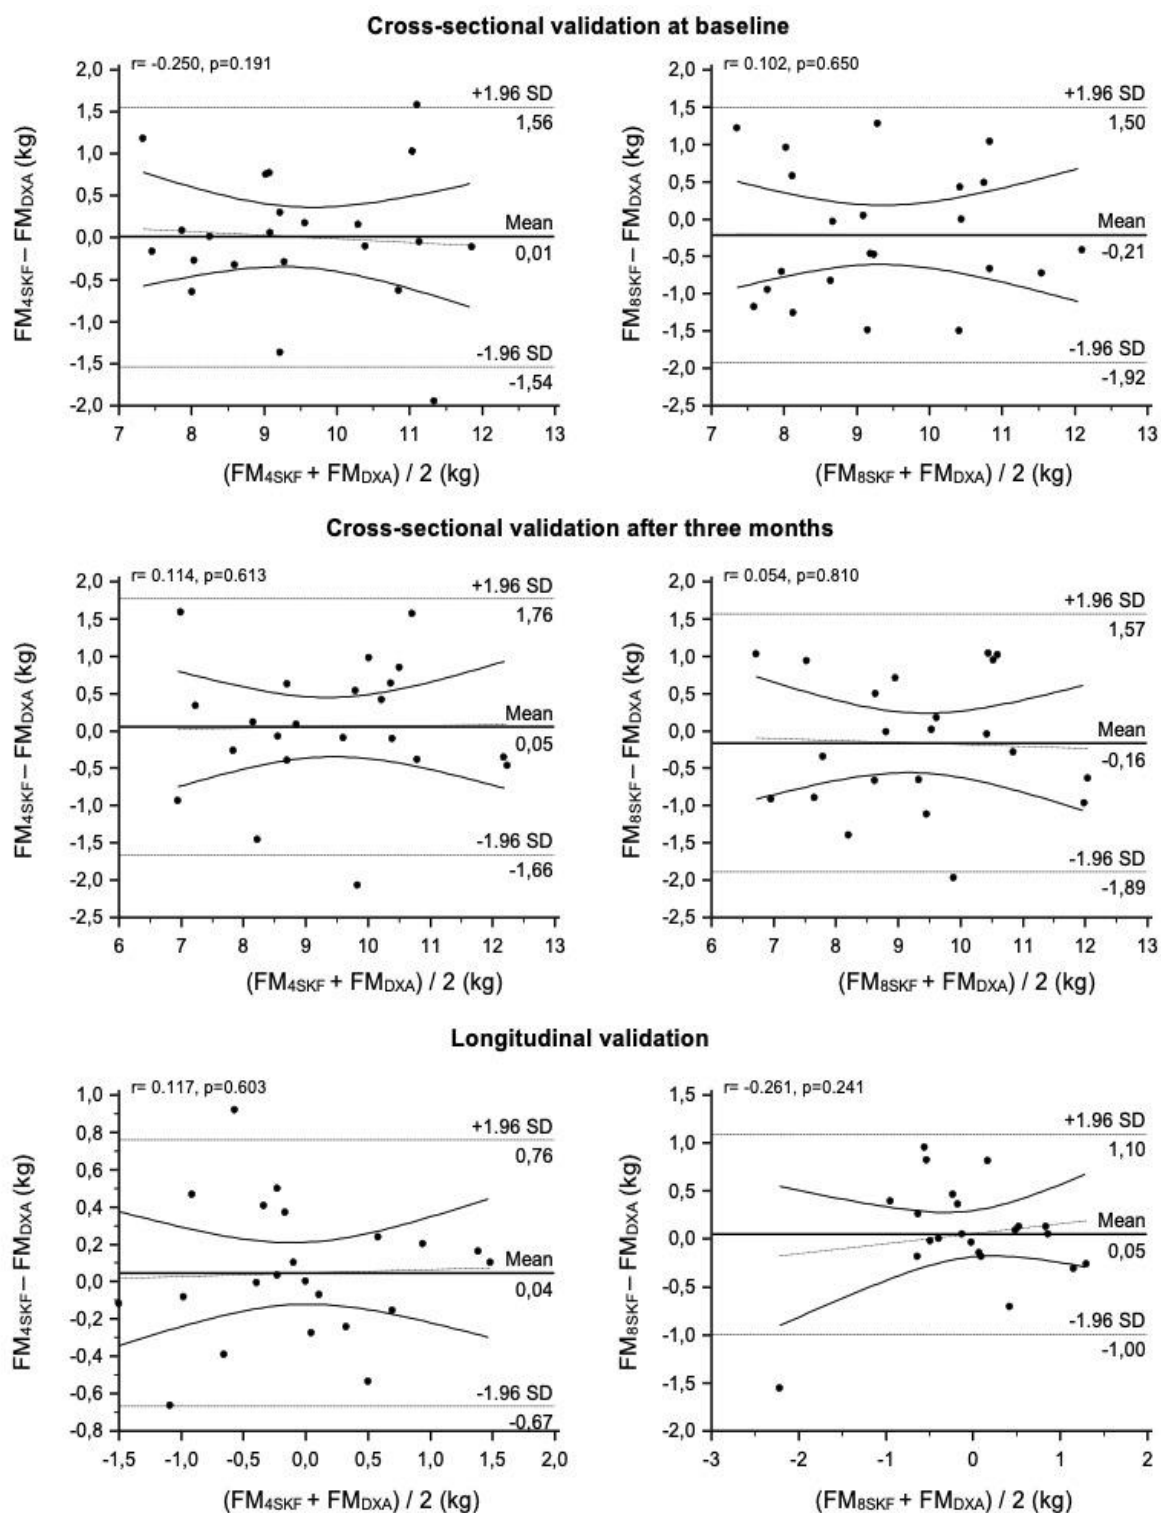 Cross-sectional validation at baseline
r= -0.250, p=0.191
2,0
1,5
1,0
0,5
0,0
-0,5
-1,0
-1,5
-2,0
+1.96 SD
1,56
Mean
0,01
-1.96 SD
-1,54
7 8 9 10 11 12 13
FM4SKF – FMDXA (kg)
(FM4SKF + FMDXA) / 2 (kg)
r= 0.102, p=0.650
2,0
1,5
1,0
0,5
0,0
-0,5
-1,0
-1,5
-2,0
-2,5
+1.96 SD
1,50
Mean
-0,21
-1.96 SD
-1,92
7 8 9 10 11 12 13
FM8SKF – FMDXA (kg)
(FM8SKF + FMDXA) / 2 (kg)
Cross-sectional validation after three months
r= 0.114, p=0.613
2,0
1,5
1,0
0,5
0,0
-0,5
-1,0
-1,5
-2,0
-2,5
+1.96 SD
1,76
Mean
0,05
-1.96 SD
-1,66
6 7 8 9 10 11 12 13
FM4SKF – FMDXA (kg)
(FM4SKF + FMDXA) / 2 (kg)
r= 0.054, p=0.810
2,0
1,5
1,0
0,5
0,0
-0,5
-1,0
-1,5
-2,0
-2,5
+1.96 SD
1,57
Mean
-0,16
-1.96 SD
-1,89
6 7 8 9 10 11 12 13
FM8SKF – FMDXA (kg)
(FM8SKF + FMDXA) / 2 (kg)
Longitudinal validation
r= 0.117, p=0.603
1,0
0,8
0,6
0,4
0,2
0,0
-0,2
-0,4
-0,6
-0,8
+1.96 SD
0,76
Mean
0,04
-1.96 SD
-0,67
-1,5 -1,0 -0,5 0,0 0,5 1,0 1,5 2,0
FM4SKF – FMDXA (kg)
(FM4SKF + FMDXA) / 2 (kg)
r= -0.261, p=0.241
1,5
1,0
0,5
0,0
-0,5
-1,0
-1,5
-2,0
+1.96 SD
1,10
Mean
0,05
-1.96 SD
-1,00
-3 -2 -1 0 1 2
FM8SKF – FMDXA (kg)
(FM8SKF + FMDXA) / 2 (kg)